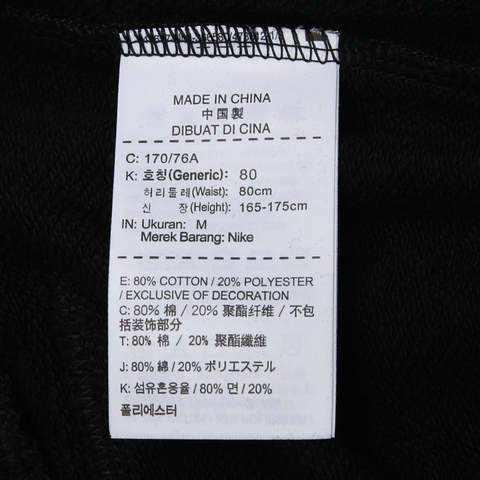 MADE IN CHINA
中国製
DIBUAT DI CINA
C: 170/76A
K: 호칭(Generic): 80
허리둘레(Waist): 80cm
신 장(Height): 165-175cm
IN: Ukuran: M
Merek Barang: Nike
E: 80% COTTON / 20% POLYESTER
/ EXCLUSIVE OF DECORATION
C: 80% 棉 / 20% 聚酯纤维 / 不包
括装饰部分
T: 80% 棉 / 20% 聚酯纖維
J: 80% 綿 / 20% ポリエステル
K: 섬유혼용율 / 80% 면 / 20%
폴리에스터